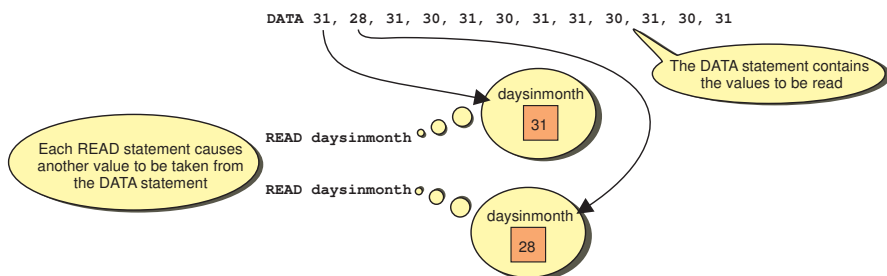 DATA 31, 28, 31, 30, 31, 30, 31, 31, 30, 31, 30, 31
The DATA statement contains
the values to be read
daysinmonth
31
READ daysinmonth
Each READ statement causes
another value to be taken from
the DATA statement
READ daysinmonth
daysinmonth
28